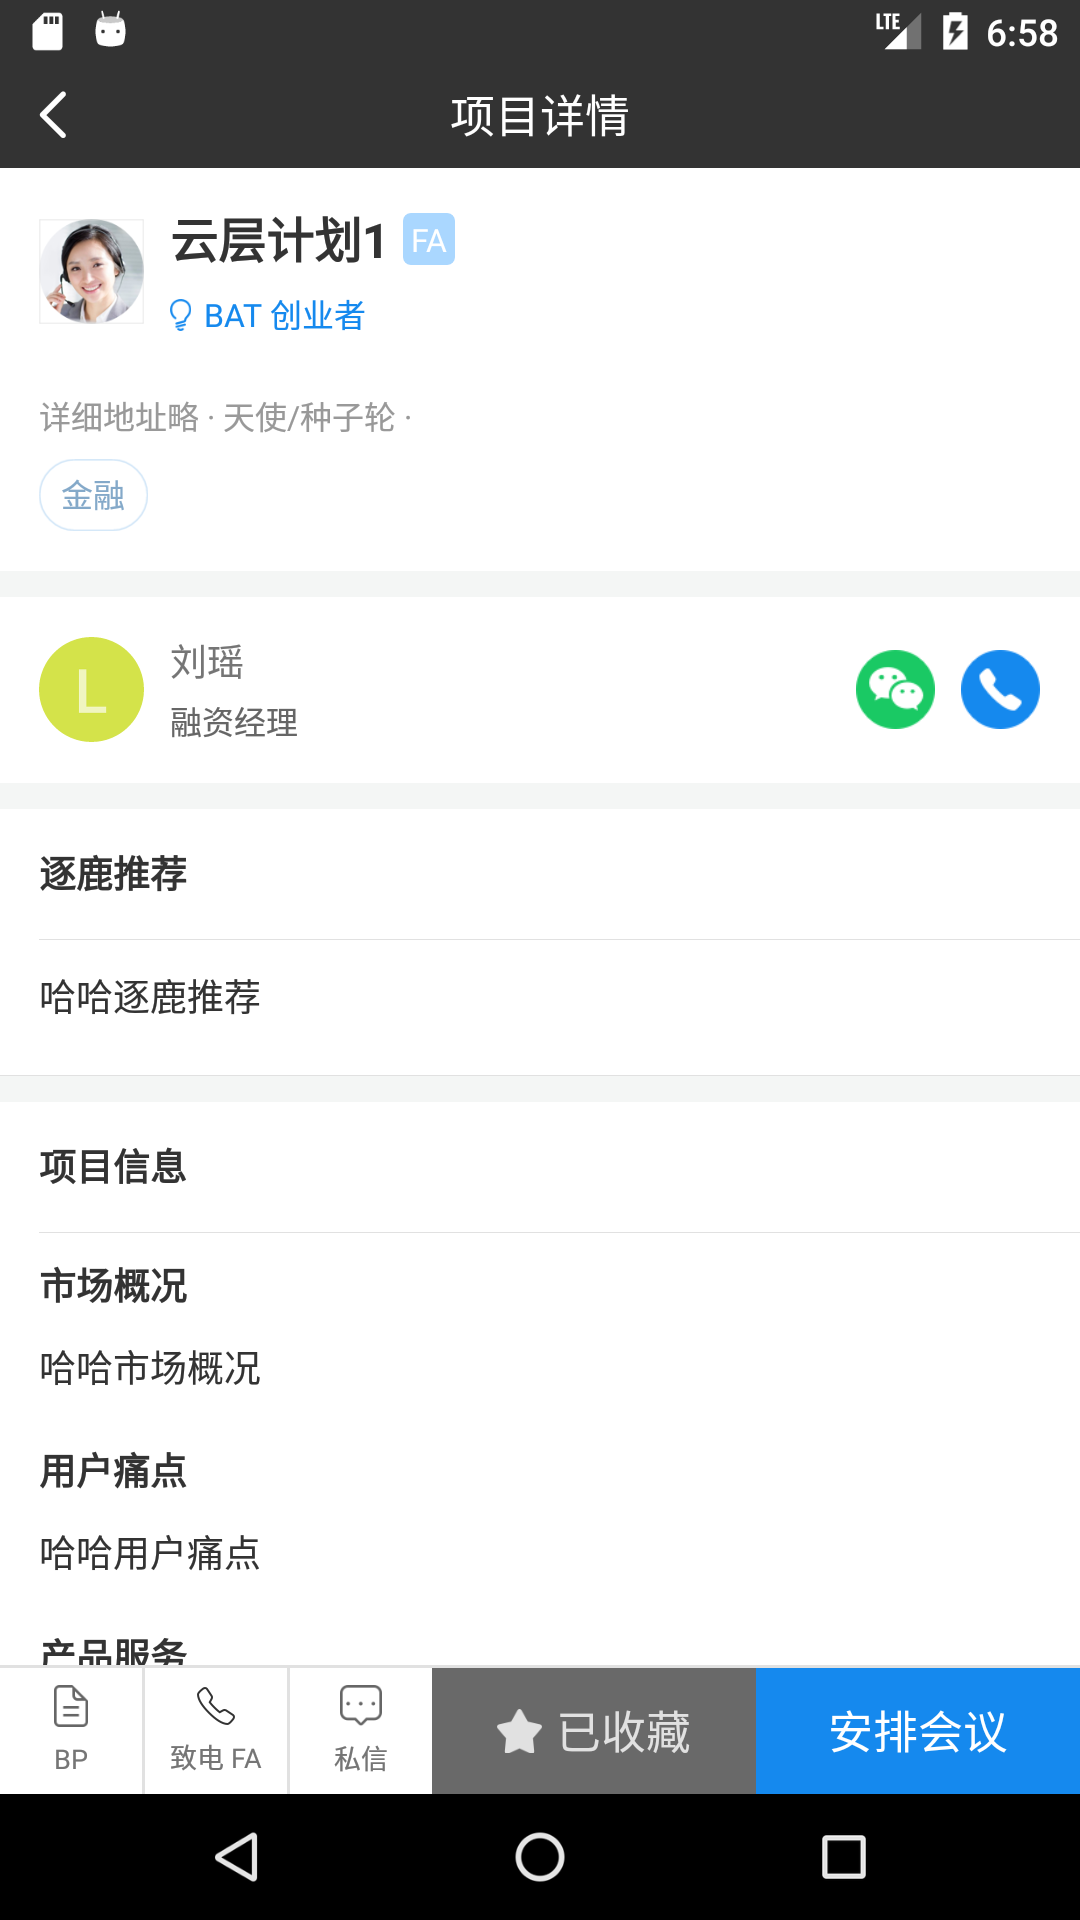 LTE 6:58
项目详情
云层计划1 FA
BAT 创业者
详细地址略 · 天使/种子轮 ·
金融
L
刘瑶
融资经理
逐鹿推荐
哈哈逐鹿推荐
项目信息
市场概况
哈哈市场概况
用户痛点
哈哈用户痛点
产品服务
BP 致电 FA 私信 已收藏 安排会议